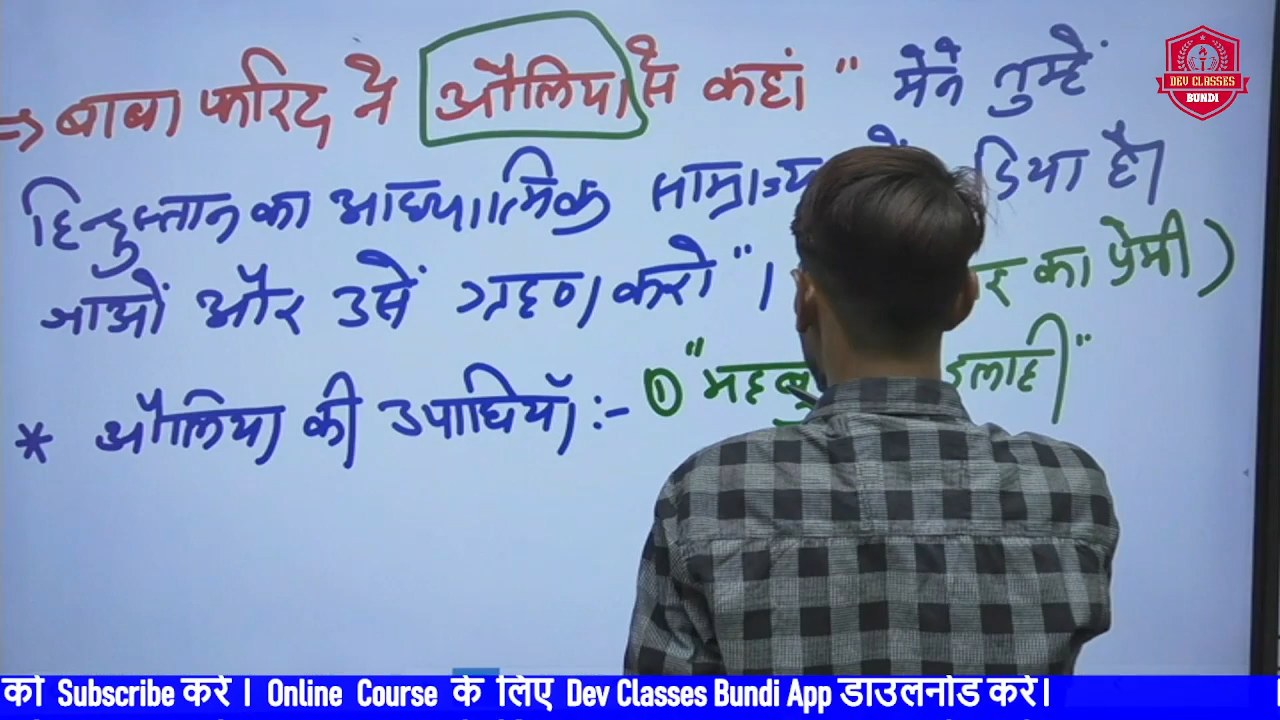 ⇒ बाबा फरिद ने औलिया से कहां " मेने तुम्हें
हिन्दुस्तान का आध्यात्मिक साम्राज्य दिया है।
जाओं और उसें ग्रहण करो" । का प्रेमी )
* औलिया की उपाधियाँ :- ① " इलाही"
DEV CLASSES
BUNDI
को Subscribe करें। Online Course के लिए Dev Classes Bundi App डाउनलोड करें।